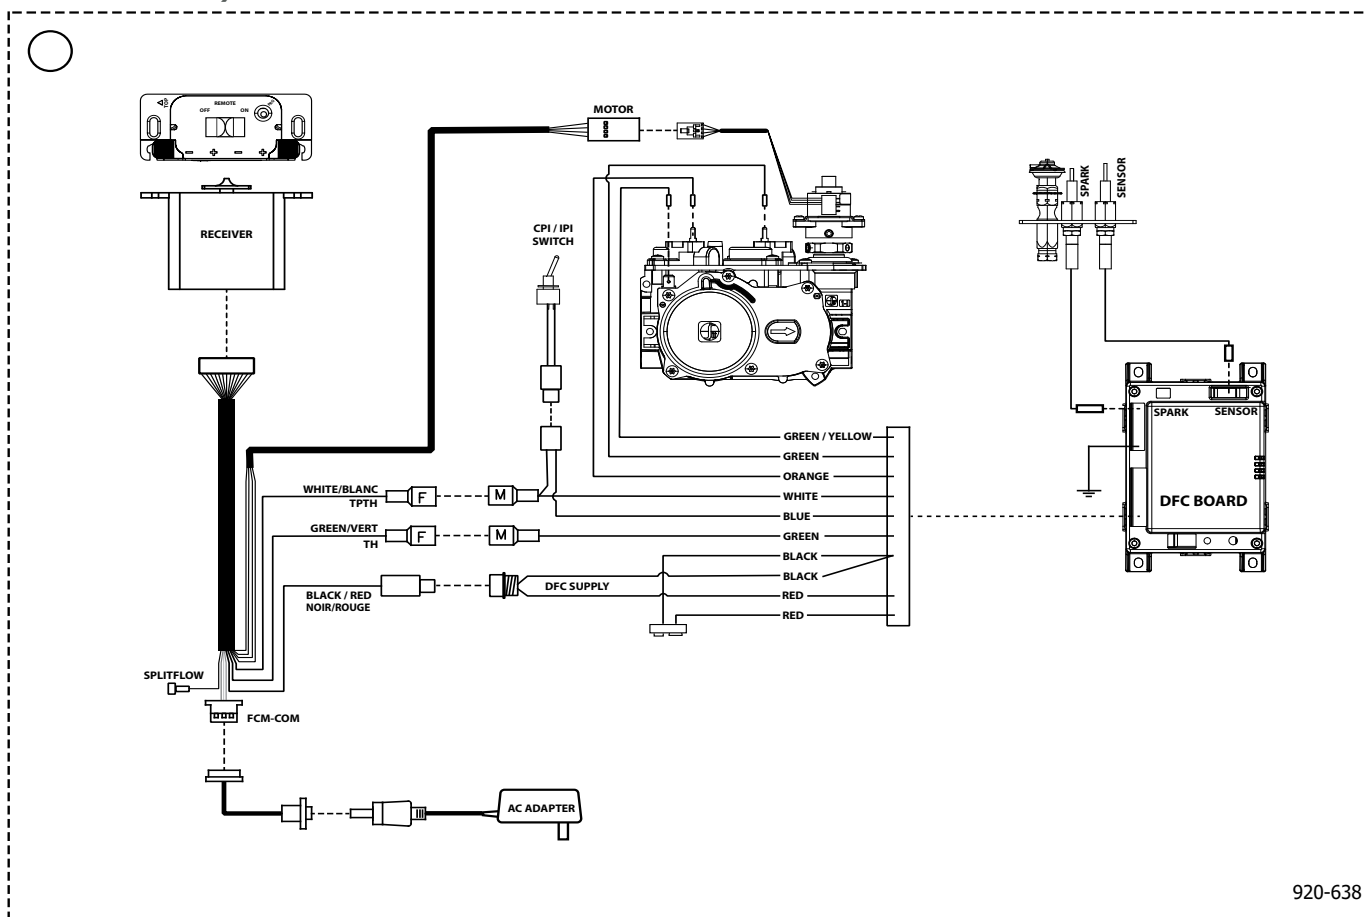 TOP
REMOTE
OFF
ON
PRG
- + - +
RECEIVER
MOTOR
CPI / IPI
SWITCH
SPARK
SENSOR
SPARK
SENSOR
DFC BOARD
GREEN / YELLOW
GREEN
ORANGE
WHITE
BLUE
GREEN
BLACK
BLACK
RED
RED
WHITE/BLANC
TPTH
F
M
GREEN/VERT
TH
F
M
BLACK / RED
NOIR/ROUGE
DFC SUPPLY
SPLITFLOW
FCM-COM
AC ADAPTER
920-638